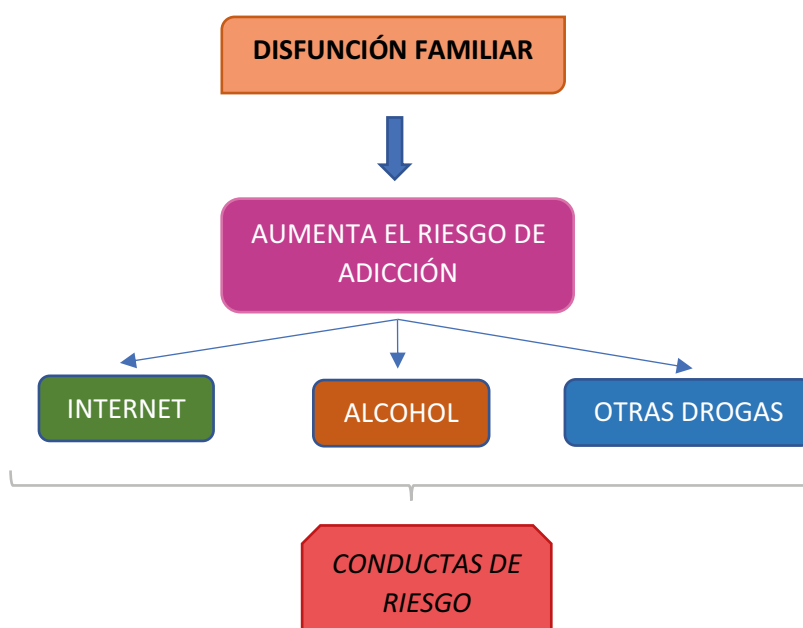 DISFUNCIÓN FAMILIAR
AUMENTA EL RIESGO DE
ADICCIÓN
INTERNET
ALCOHOL
OTRAS DROGAS
CONDUCTAS DE
RIESGO